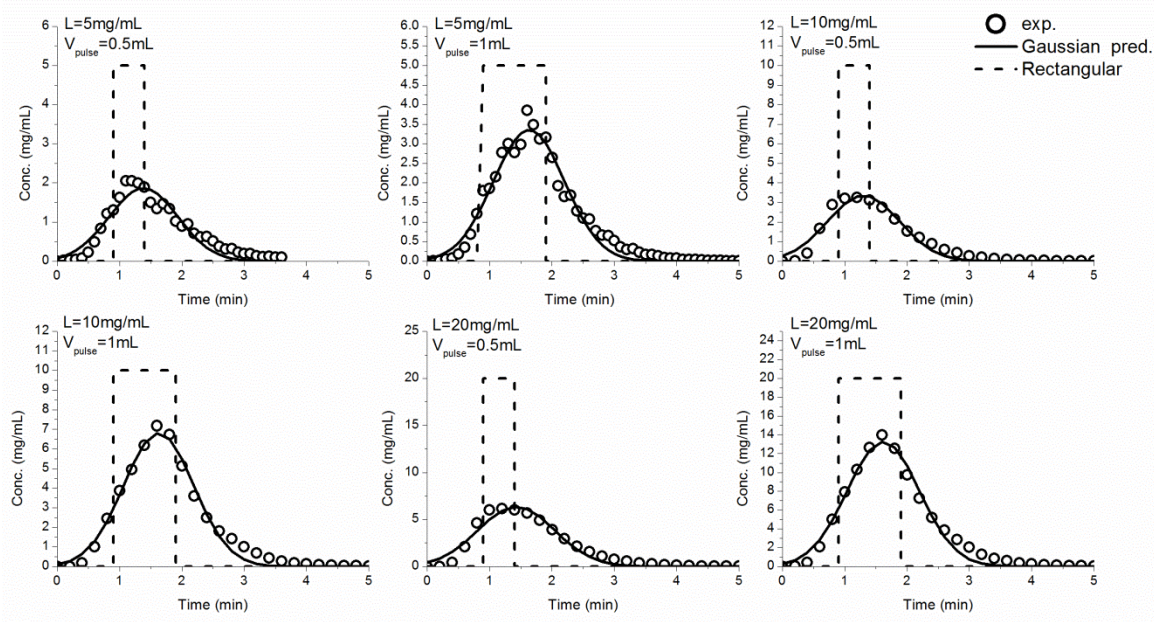 L=5mg/mL
Vpulse=0.5mL
6
5
4
3
2
1
0
0 1 2 3 4 5
Conc. (mg/mL)
Time (min)
L=5mg/mL
Vpulse=1mL
6.0
5.5
5.0
4.5
4.0
3.5
3.0
2.5
2.0
1.5
1.0
0.5
0.0
0 1 2 3 4 5
Conc. (mg/mL)
Time (min)
L=10mg/mL
Vpulse=0.5mL
12
11
10
9
8
7
6
5
4
3
2
1
0
0 1 2 3 4 5
Conc. (mg/mL)
Time (min)
exp.
Gaussian pred.
Rectangular
L=10mg/mL
Vpulse=1mL
12
11
10
9
8
7
6
5
4
3
2
1
0
0 1 2 3 4 5
Conc. (mg/mL)
Time (min)
L=20mg/mL
Vpulse=0.5mL
25
20
15
10
5
0
0 1 2 3 4 5
Conc. (mg/mL)
Time (min)
L=20mg/mL
Vpulse=1mL
24
22
20
18
16
14
12
10
8
6
4
2
0
0 1 2 3 4 5
Conc. (mg/mL)
Time (min)